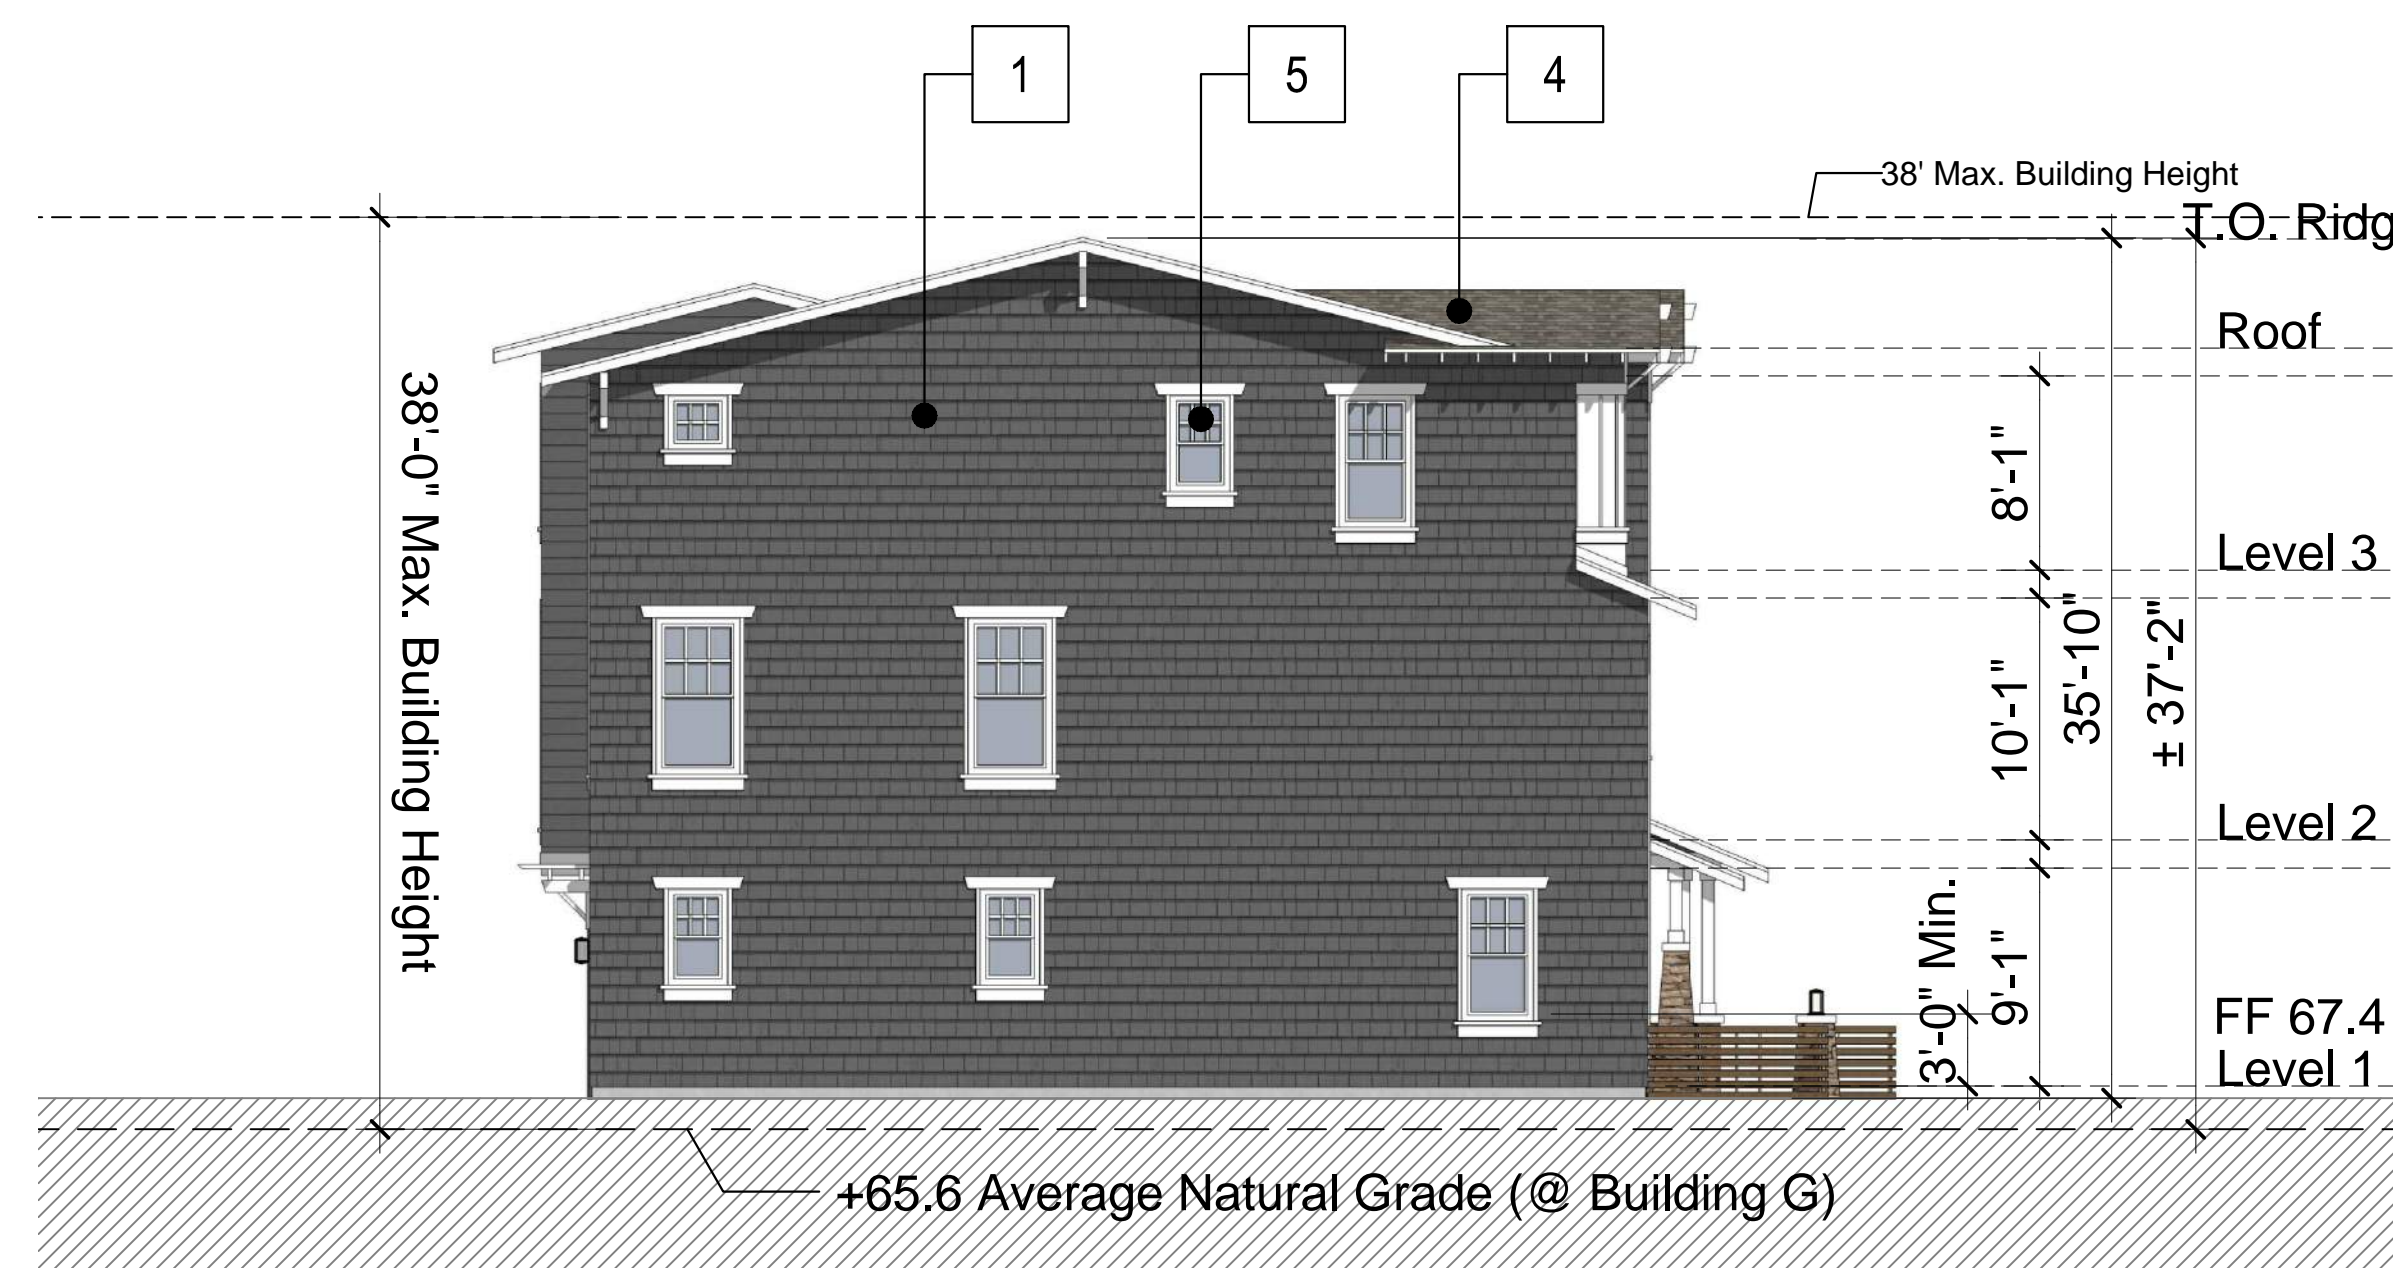 1
5
4
38' Max. Building Height
T.O. Ridg
Roof
38'-0" Max. Building Height
8'-1"
Level 3
35'-10"
± 37'-2"
10'-1"
Level 2
3'-0" Min.
9'-1"
FF 67.4
Level 1
+65.6 Average Natural Grade (@ Building G)